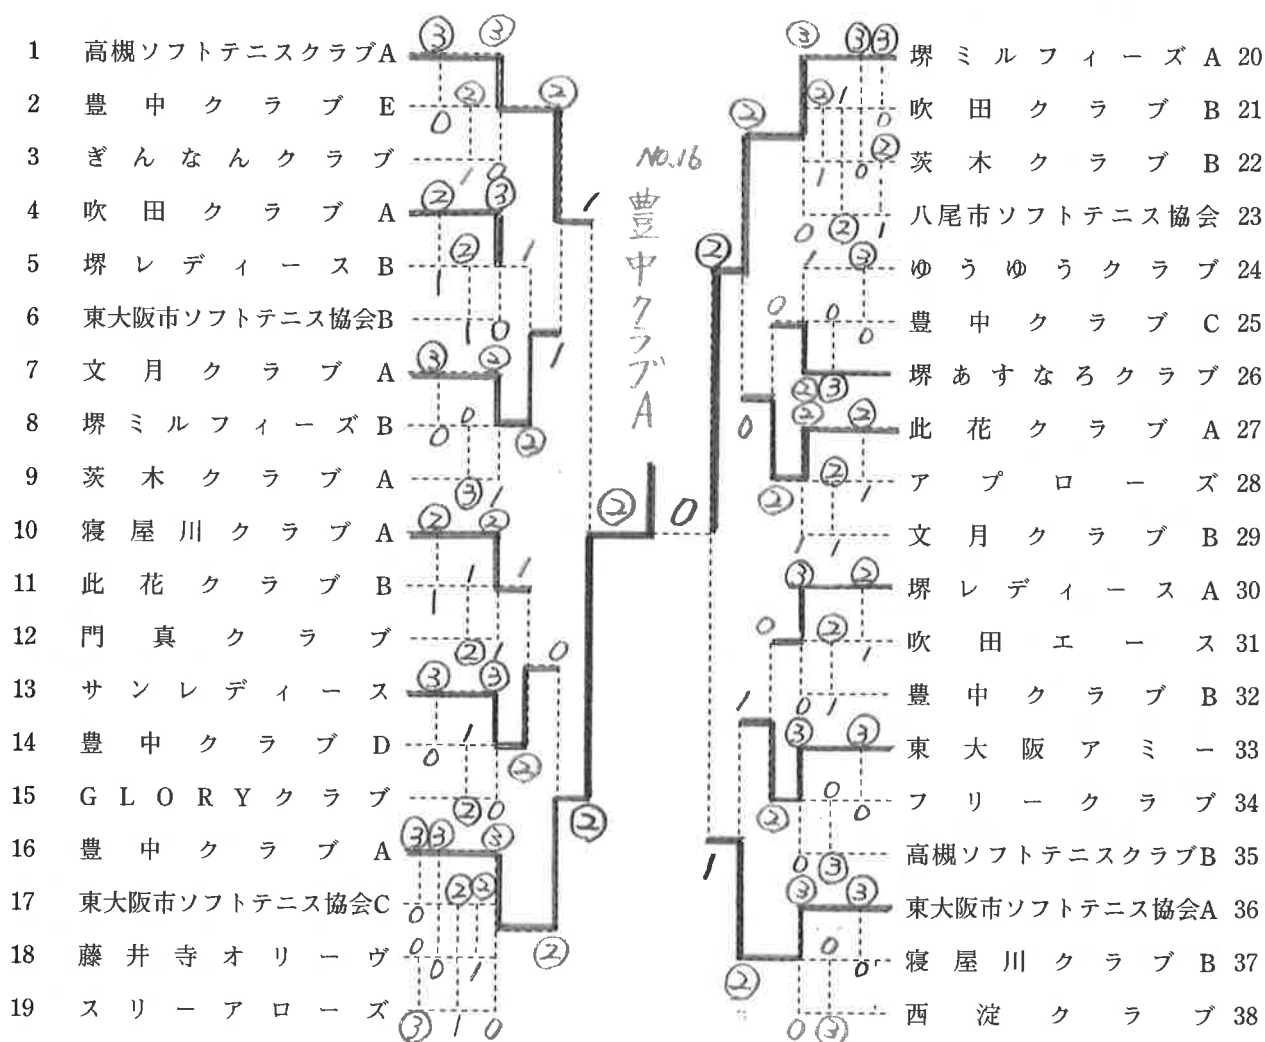 1 高槻ソフトテニスクラブA
2 豊中クラブE
3 ぎんなんクラブ
4 吹田クラブA
5 堺レディースB
6 東大阪市ソフトテニス協会B
7 文月クラブA
8 堺ミルフィーズB
9 茨木クラブA
10 寝屋川クラブA
11 此花クラブB
12 門真クラブ
13 サンレディース
14 豊中クラブD
15 GLORYクラブ
16 豊中クラブA
17 東大阪市ソフトテニス協会C
18 藤井寺オリーヴ
19 スリーアローズ
No.16
豊中クラブA
堺ミルフィーズA 20
吹田クラブB 21
茨木クラブB 22
八尾市ソフトテニス協会 23
ゆうゆうクラブ 24
豊中クラブC 25
堺あすなろクラブ 26
此花クラブA 27
アプローズ 28
文月クラブB 29
堺レディースA 30
吹田エース 31
豊中クラブB 32
東大阪アミー 33
フリークラブ 34
高槻ソフトテニスクラブB 35
東大阪市ソフトテニス協会A 36
寝屋川クラブB 37
西淀クラブ 38